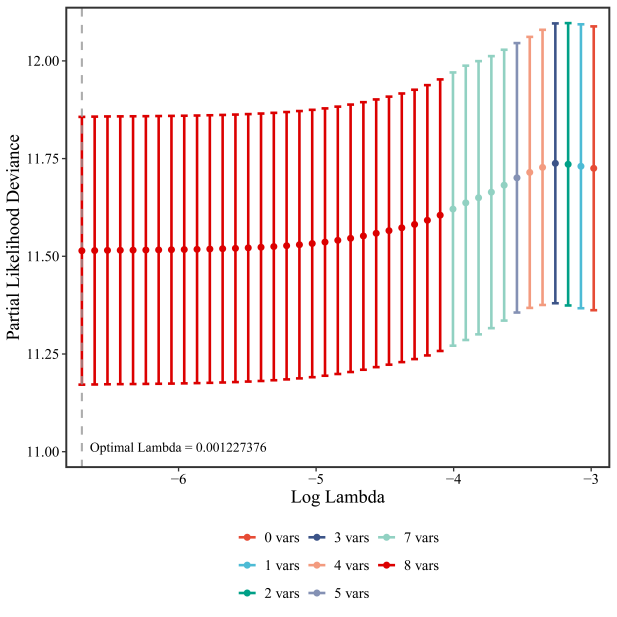 Partial Likelihood Deviance
12.00
11.75
11.50
11.25
11.00
Optimal Lambda = 0.001227376
−6 −5 −4 −3
Log Lambda
0 vars 3 vars 7 vars
1 vars 4 vars 8 vars
2 vars 5 vars